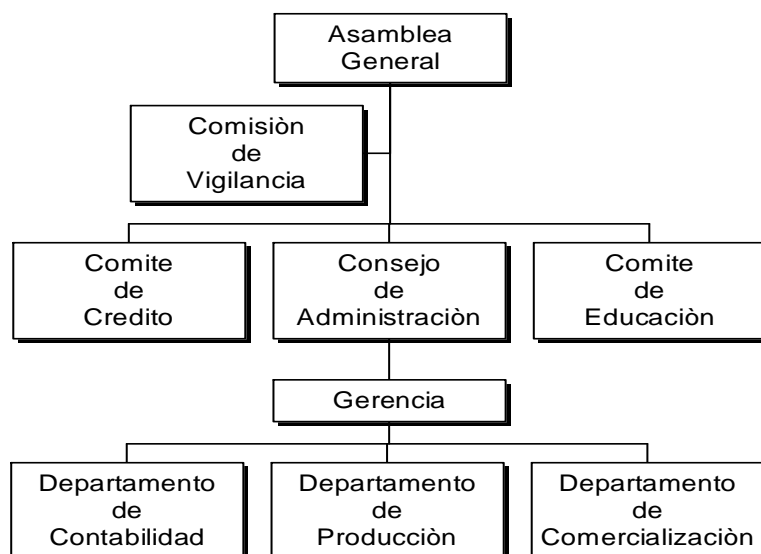 Asamblea
General
Comisiòn
de
Vigilancia
Comite
de
Credito
Consejo
de
Administraciòn
Comite
de
Educaciòn
Gerencia
Departamento
de
Contabilidad
Departamento
de
Producciòn
Departamento
de
Comercializaciòn